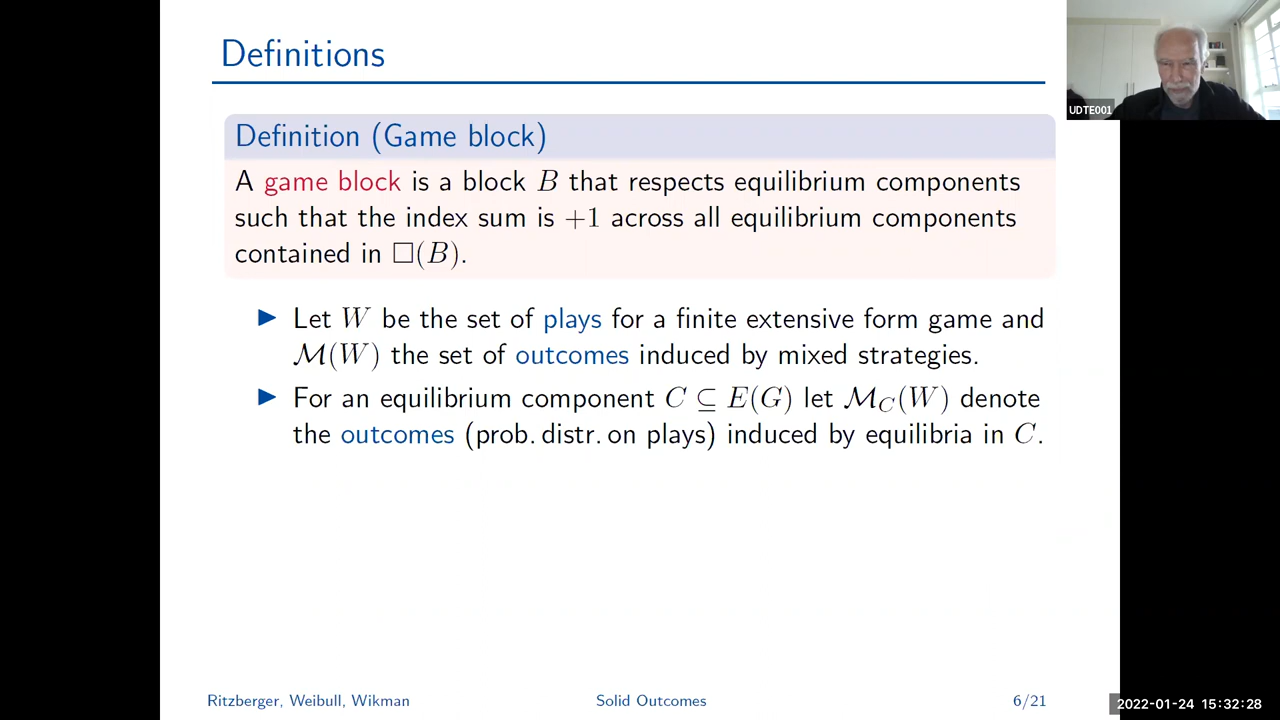 Definitions
UDTE001
Definition (Game block)
A game block is a block B that respects equilibrium components
such that the index sum is +1 across all equilibrium components
contained in □(B).
▶ Let W be the set of plays for a finite extensive form game and
ℳ(W) the set of outcomes induced by mixed strategies.
▶ For an equilibrium component C ⊆ E(G) let ℳ_C(W) denote
the outcomes (prob. distr. on plays) induced by equilibria in C.
Ritzberger, Weibull, Wikman
Solid Outcomes
6/21
2022-01-24 15:32:28